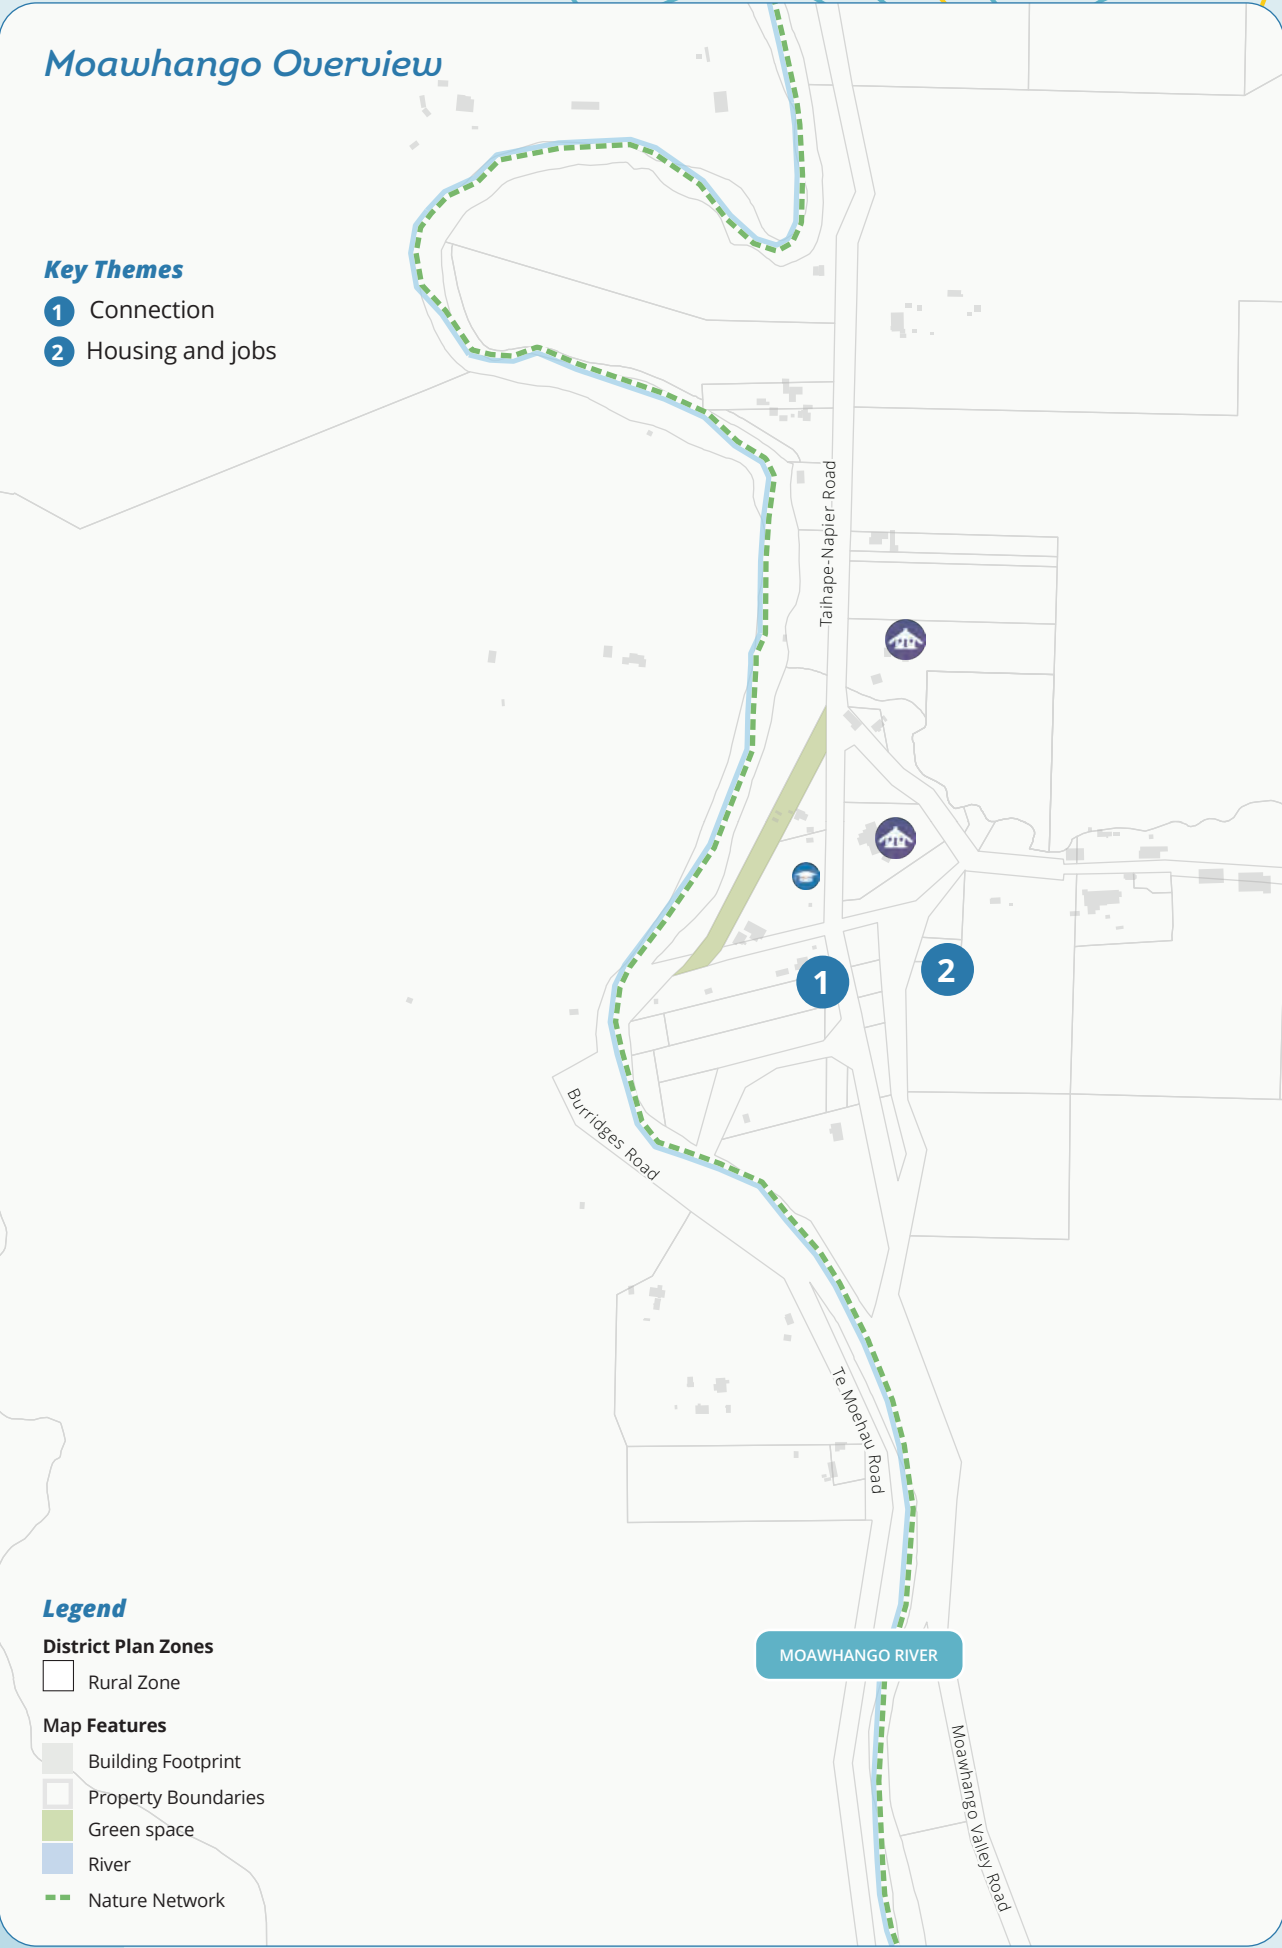 Moawhango Overview
Key Themes
1 Connection
2 Housing and jobs
Taihape-Napier Road
1
2
Burridges Road
Te Moehau Road
MOAWHANGO RIVER
Moawhango Valley Road
Legend
District Plan Zones
Rural Zone
Map Features
Building Footprint
Property Boundaries
Green space
River
Nature Network